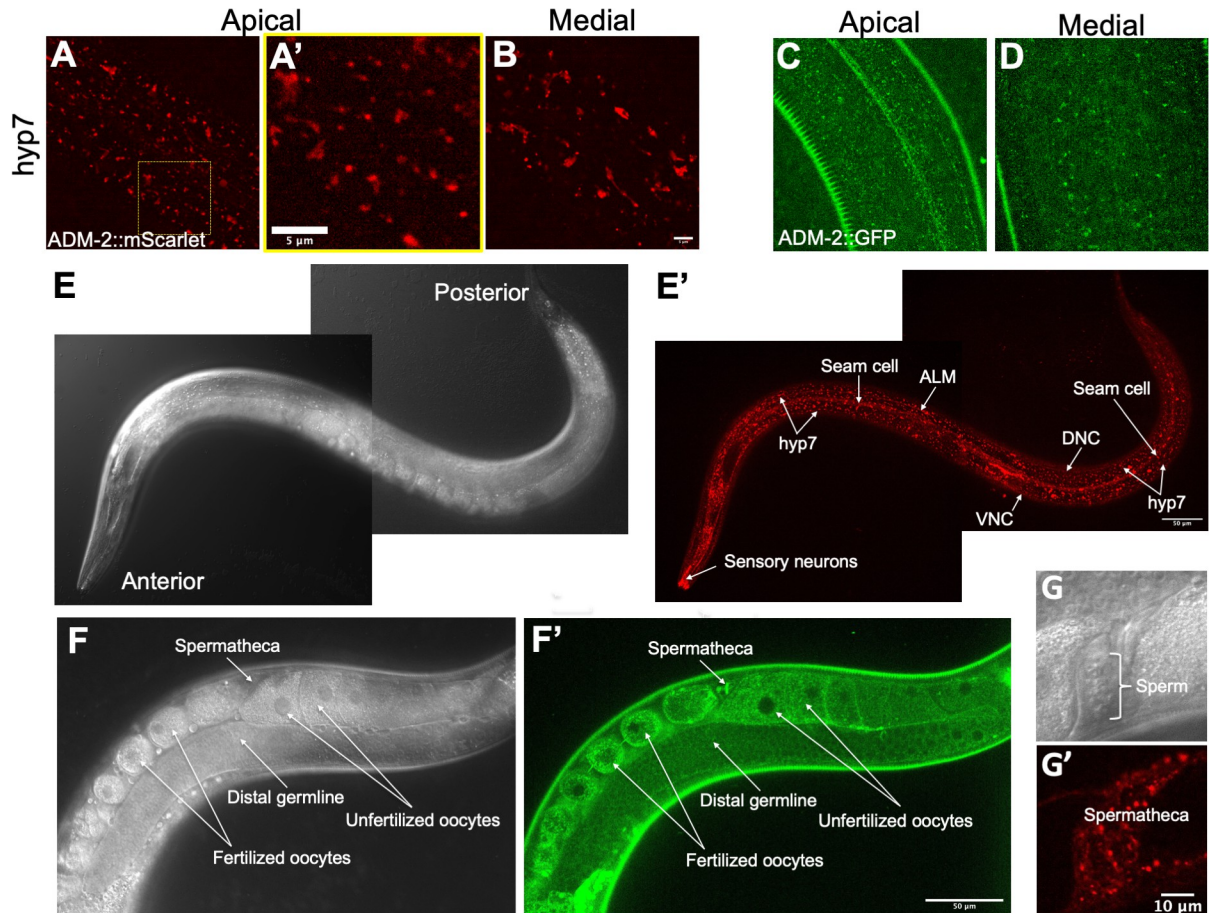 Apical
Medial
Apical
Medial
hyp7
A
ADM-2::mScarlet
A’
5 μm
B
5 μm
C
ADM-2::GFP
D
E
Posterior
Anterior
E’
Seam cell
ALM
Seam cell
hyp7
DNC
hyp7
VNC
50 μm
Sensory neurons
F
Spermatheca
Distal germline
Unfertilized oocytes
Fertilized oocytes
F’
Spermatheca
Distal germline
Unfertilized oocytes
Fertilized oocytes
50 μm
G
Sperm
G’
Spermatheca
10 μm